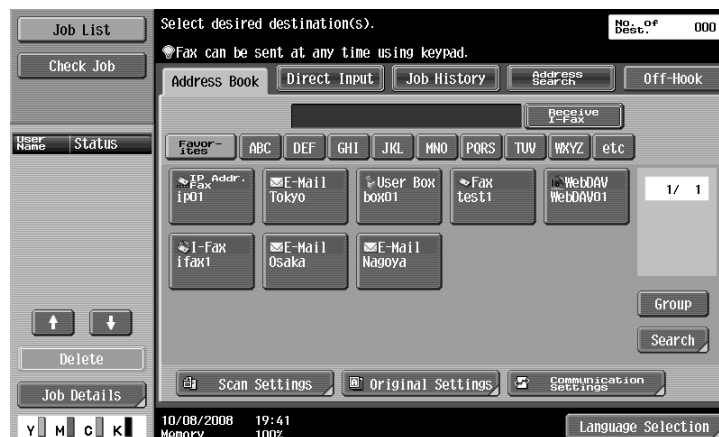 Job List
Check Job
User Name Status
Delete
Job Details
Y M C K
Select desired destination(s).
No. of Dest. 000
Fax can be sent at any time using keypad.
Address Book Direct Input Job History Address Search Off-Hook
Receive I-Fax
Favor-ites ABC DEF GHI JKL MNO PQRS TUV WXYZ etc
IP Addr. Fax E-Mail User Box Fax WebDAV
ip01 Tokyo box01 test1 WebDAV01
1/ 1
I-Fax E-Mail E-Mail
ifax1 Osaka Nagoya
Group
Search
Scan Settings Original Settings Communication Settings
10/08/2008 19:41
Memory 100%
Language Selection